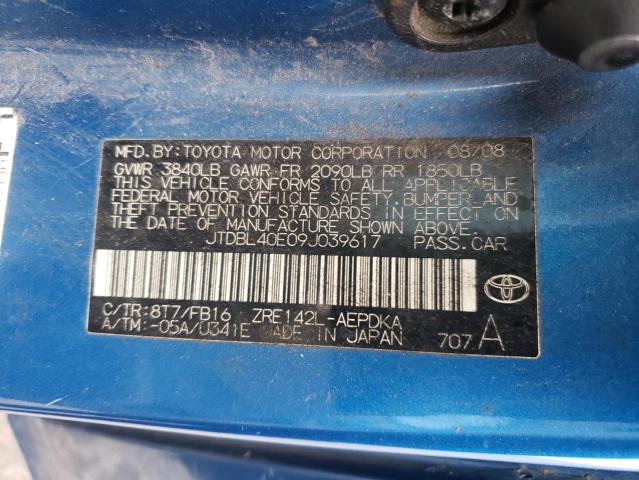 MFD. BY: TOYOTA MOTOR CORPORATION 08/08
GVWR 3840LB GAWR FR 2090LB RR 1850LB
THIS VEHICLE CONFORMS TO ALL APPLICABLE
FEDERAL MOTOR VEHICLE SAFETY, BUMPER, AND
THEFT PREVENTION STANDARDS IN EFFECT ON
THE DATE OF MANUFACTURE SHOWN ABOVE.
JTDBL40E09J039617 PASS. CAR
C/TR: 8T7/FB16 ZRE142L-AEPDKA
A/TM: -05A/U341E MADE IN JAPAN 707 A